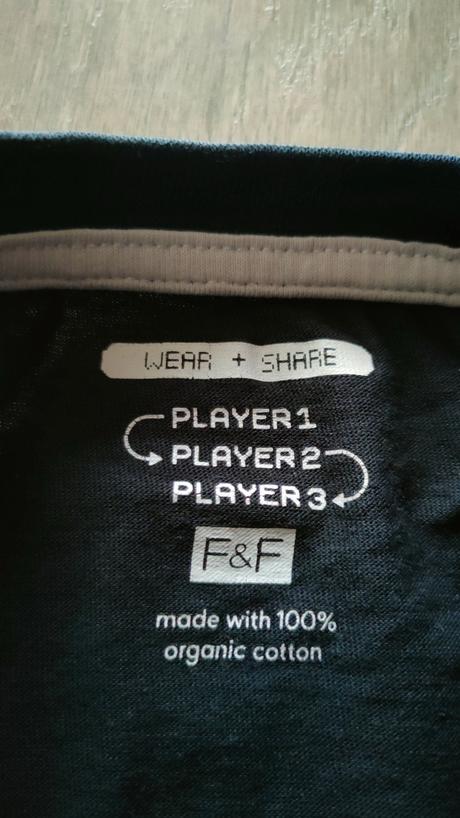 WEAR + SHARE
PLAYER 1
PLAYER 2
PLAYER 3
F&F
made with 100%
organic cotton